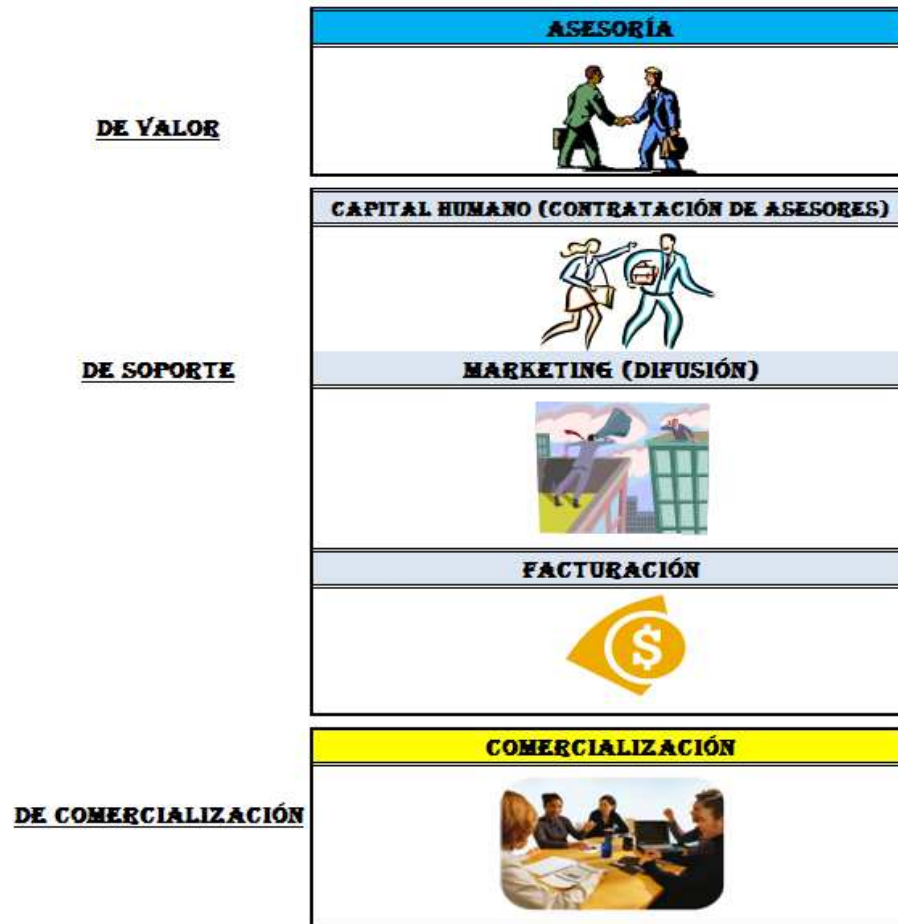 ASESORÍA
DE VALOR
CAPITAL HUMANO (CONTRATACIÓN DE ASESORES)
DE SOPORTE
MARKETING (DIFUSIÓN)
FACTURACIÓN
$
COMERCIALIZACIÓN
DE COMERCIALIZACIÓN